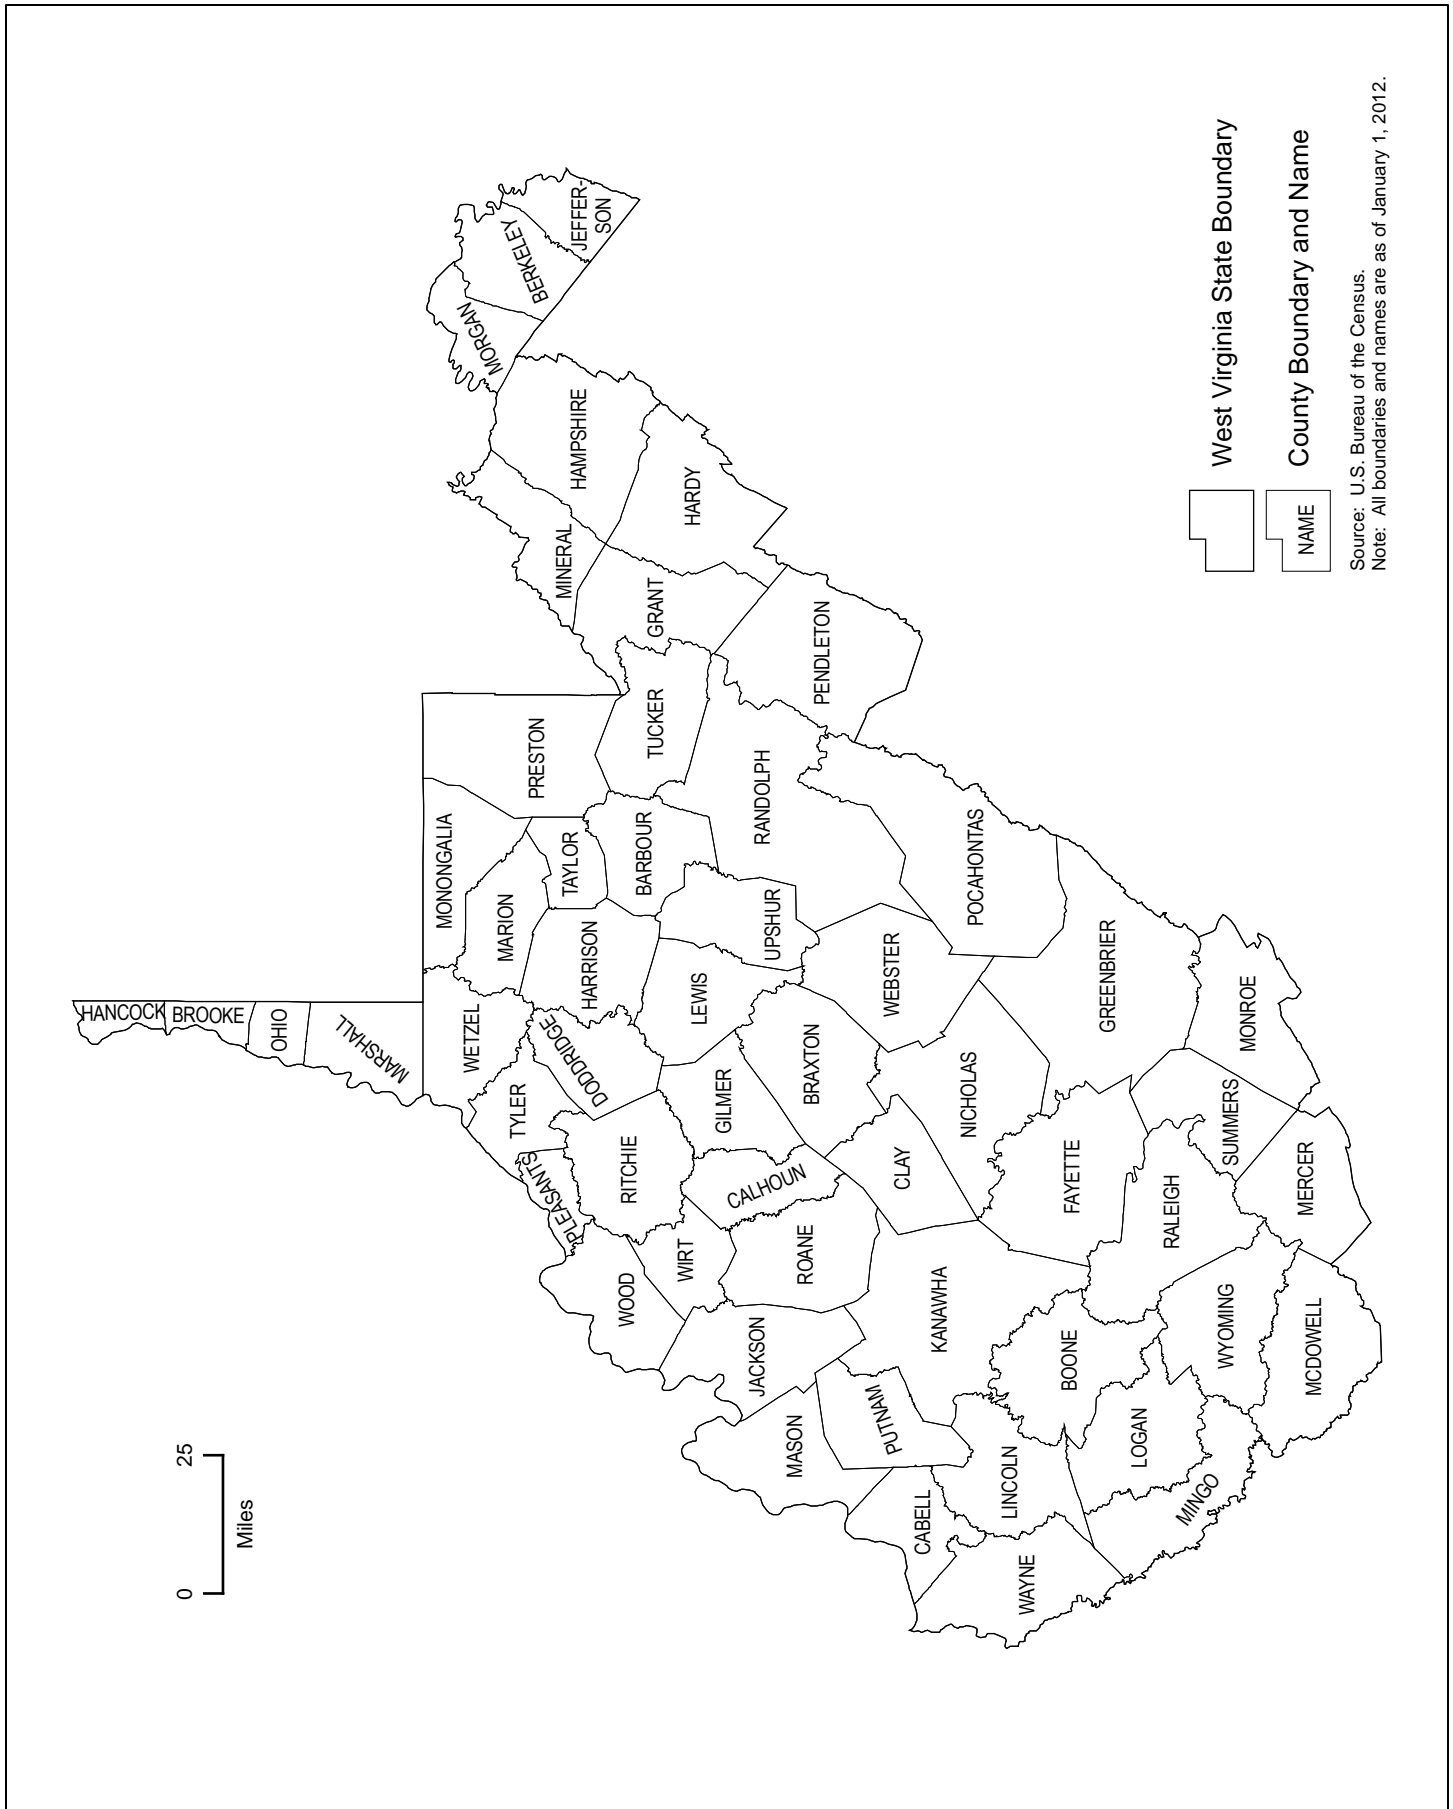 HANCOCK
BROOKE
OHIO
MARSHALL
WETZEL
MONONGALIA
MARION
PRESTON
TAYLOR
TYLER
PLEASANTS
DODDRIDGE
HARRISON
BARBOUR
TUCKER
RITCHIE
WOOD
WIRT
GILMER
LEWIS
UPSHUR
RANDOLPH
CALHOUN
BRAXTON
WEBSTER
ROANE
JACKSON
MASON
PUTNAM
KANAWHA
CLAY
NICHOLAS
POCAHONTAS
GREENBRIER
CABELL
LINCOLN
WAYNE
BOONE
LOGAN
MINGO
FAYETTE
RALEIGH
SUMMERS
MONROE
MERCER
WYOMING
MCDOWELL
MORGAN
BERKELEY
JEFFER-
SON
HAMPSHIRE
MINERAL
HARDY
GRANT
PENDLETON
0 25
Miles
West Virginia State Boundary
NAME County Boundary and Name
Source: U.S. Bureau of the Census.
Note: All boundaries and names are as of January 1, 2012.